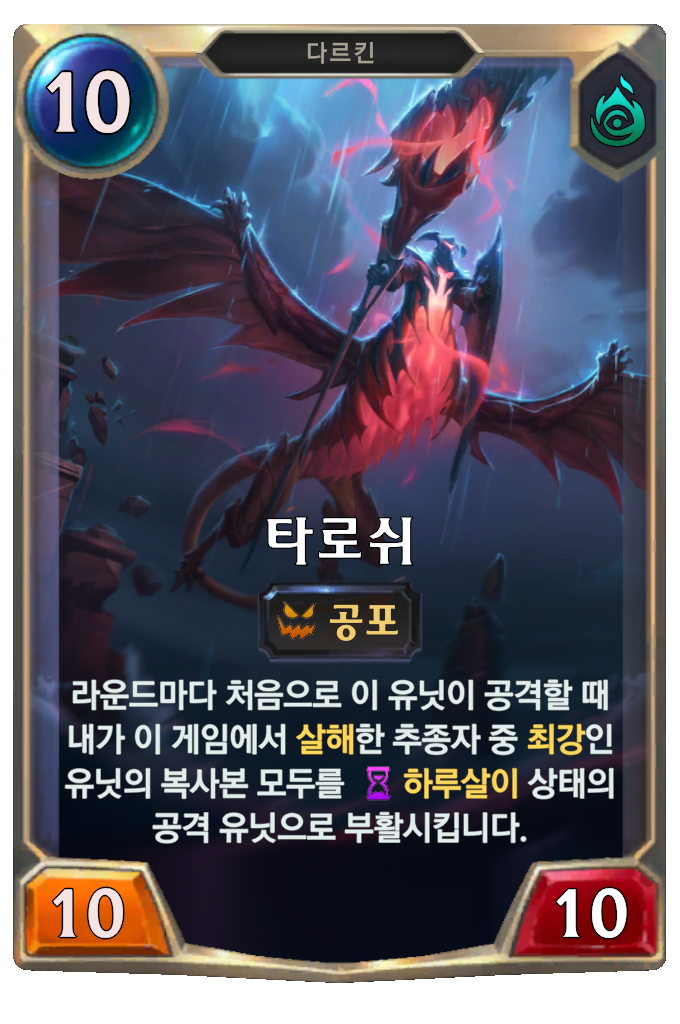 다르킨
10
타로쉬
공포
라운드마다 처음으로 이 유닛이 공격할 때
내가 이 게임에서 살해한 추종자 중 최강인
유닛의 복사본 모두를 하루살이 상태의
공격 유닛으로 부활시킵니다.
10
10